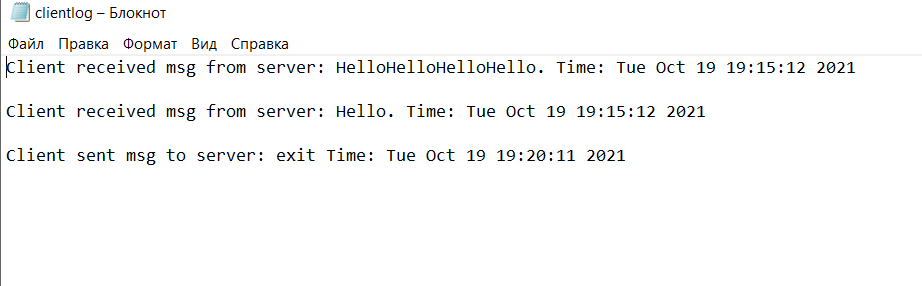 clientlog – Блокнот
Файл Правка Формат Вид Справка
Client received msg from server: HelloHelloHelloHello. Time: Tue Oct 19 19:15:12 2021
Client received msg from server: Hello. Time: Tue Oct 19 19:15:12 2021
Client sent msg to server: exit Time: Tue Oct 19 19:20:11 2021